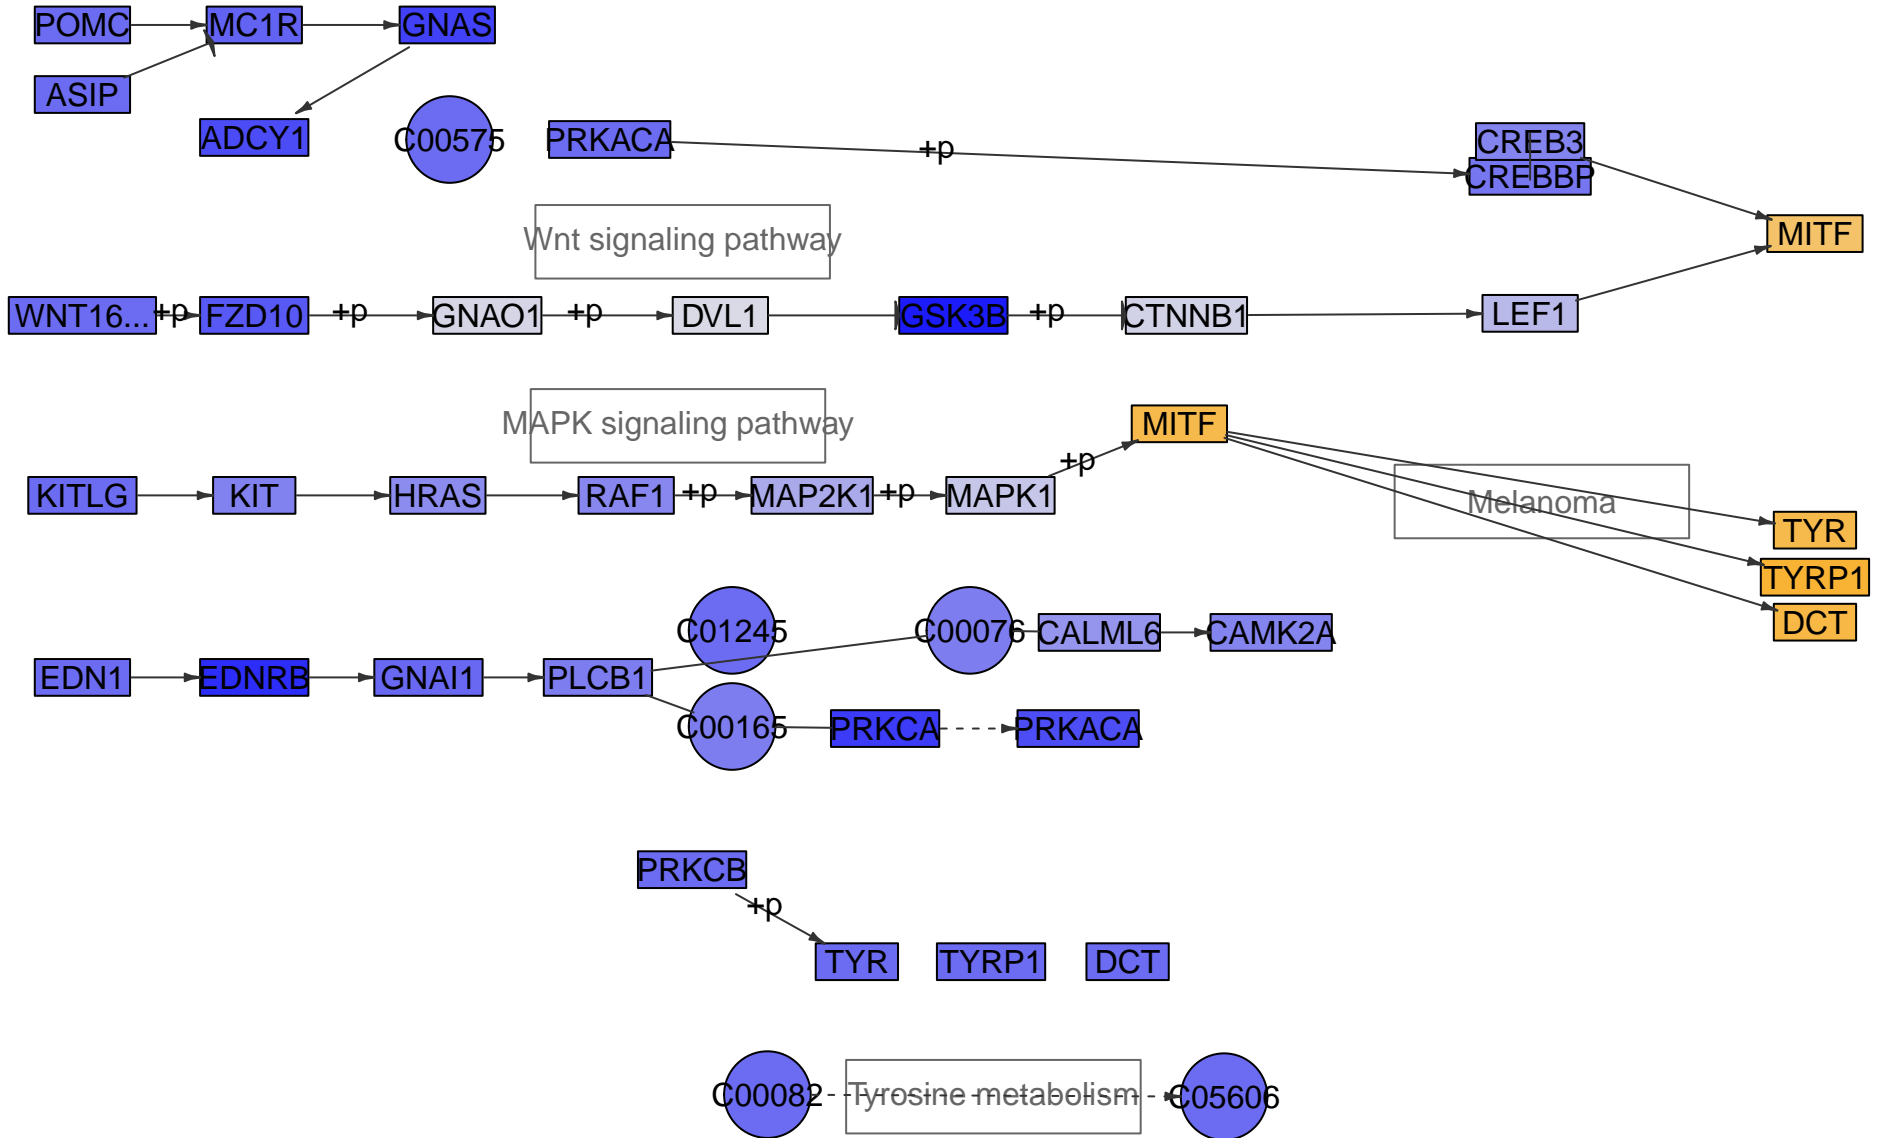 POMC
MC1R
GNAS
ASIP
ADCY1
C00575
PRKACA
+p
CREB3
CREBBP
Wnt signaling pathway
MITF
WNT16...
+p
FZD10
+p
GNAO1
+p
DVL1
GSK3B
+p
CTNNB1
LEF1
MAPK signaling pathway
MITF
+p
KITLG
KIT
HRAS
RAF1
+p
MAP2K1
+p
MAPK1
Melanoma
TYR
TYRP1
DCT
C01245
C00076
CALML6
CAMK2A
EDN1
EDNRB
GNAI1
PLCB1
C00165
PRKCA
PRKACA
PRKCB
+p
TYR
TYRP1
DCT
C00082
Tyrosine metabolism
C05606